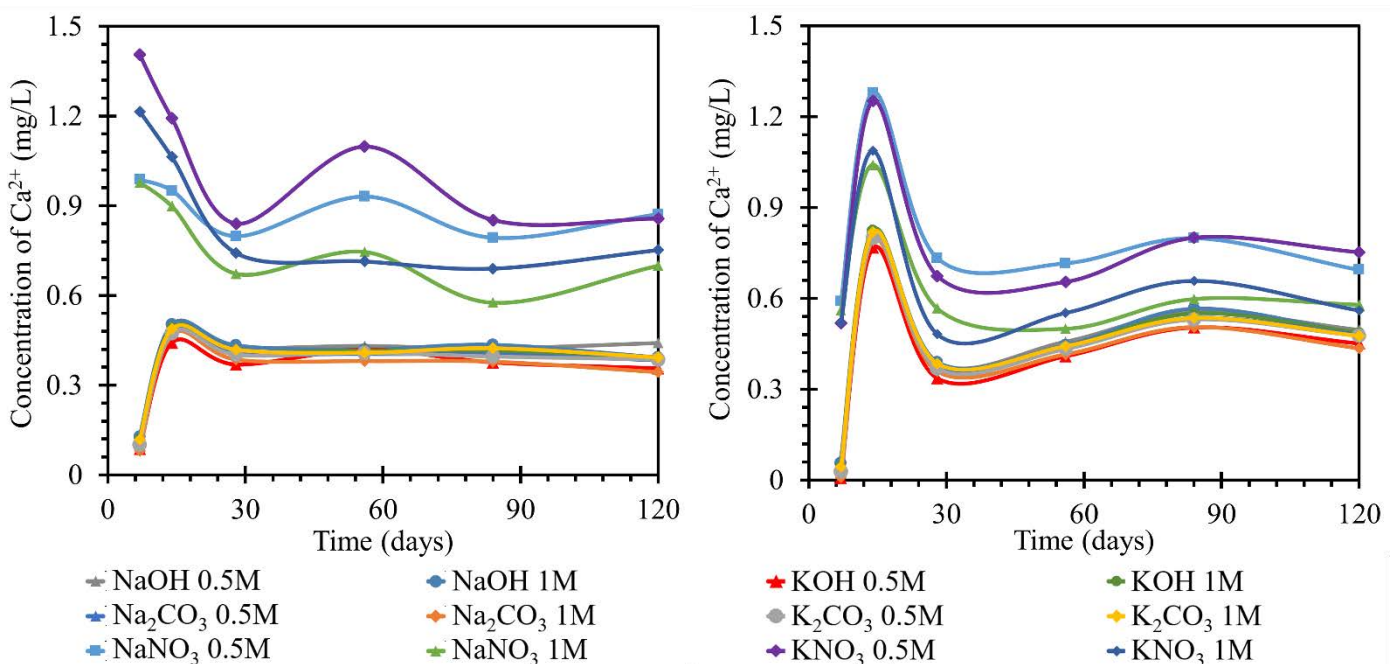 Concentration of Ca²⁺ (mg/L)
1.5
1.2
0.9
0.6
0.3
0
0 30 60 90 120
Time (days)
Concentration of Ca²⁺ (mg/L)
1.5
1.2
0.9
0.6
0.3
0
0 30 60 90 120
Time (days)
NaOH 0.5M NaOH 1M KOH 0.5M KOH 1M
Na₂CO₃ 0.5M Na₂CO₃ 1M K₂CO₃ 0.5M K₂CO₃ 1M
NaNO₃ 0.5M NaNO₃ 1M KNO₃ 0.5M KNO₃ 1M